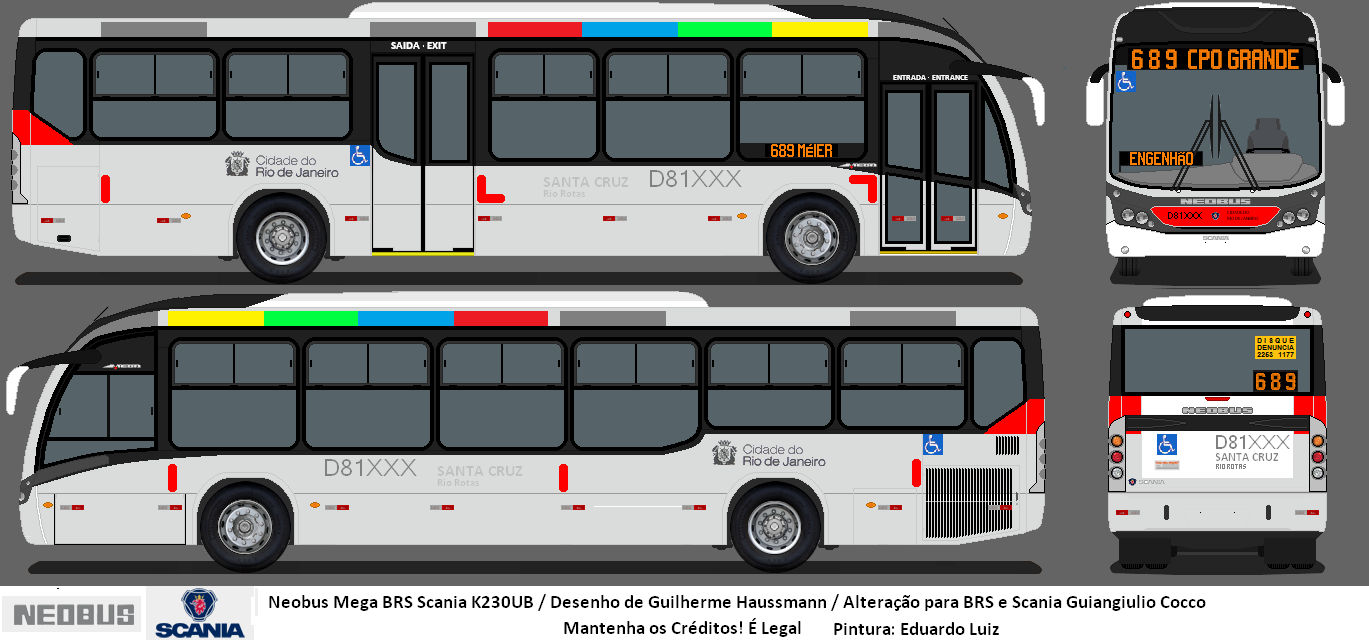 SAIDA · EXIT
ENTRADA · ENTRANCE
689 MÉIER
Cidade do
Rio de Janeiro
SANTA CRUZ
Rio Rotas
D81XXX
689 CPO GRANDE
ENGENHÃO
NEOBUS
D81XXX
SCANIA
D81XXX
SANTA CRUZ
Rio Rotas
Cidade do
Rio de Janeiro
DISQUE
DENUNCIA
2253 1177
689
NEOBUS
D81XXX
SANTA CRUZ
RIO ROTAS
SCANIA
NEOBUS
SCANIA
Neobus Mega BRS Scania K230UB / Desenho de Guilherme Haussmann / Alteração para BRS e Scania Guiangiulio Cocco
Mantenha os Créditos! É Legal Pintura: Eduardo Luiz